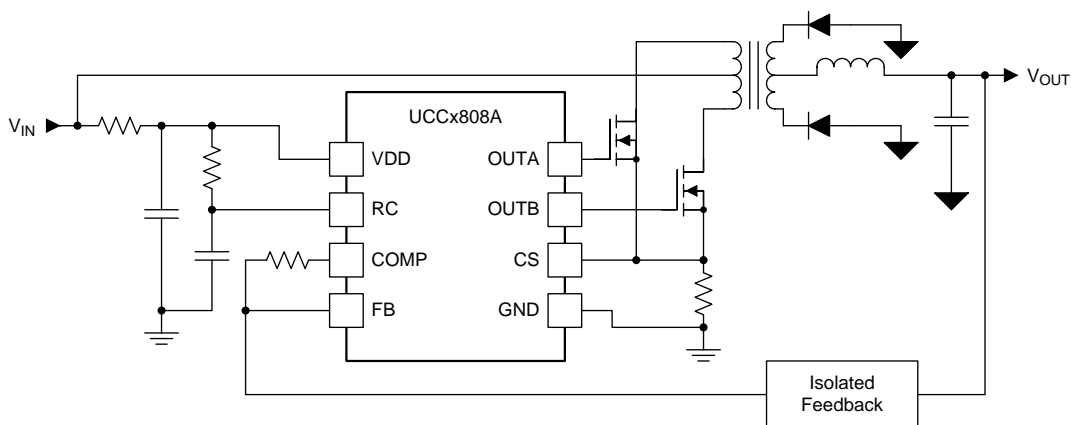 UCCx808A
V_IN
V_OUT
VDD
OUTA
RC
OUTB
COMP
CS
FB
GND
Isolated
Feedback